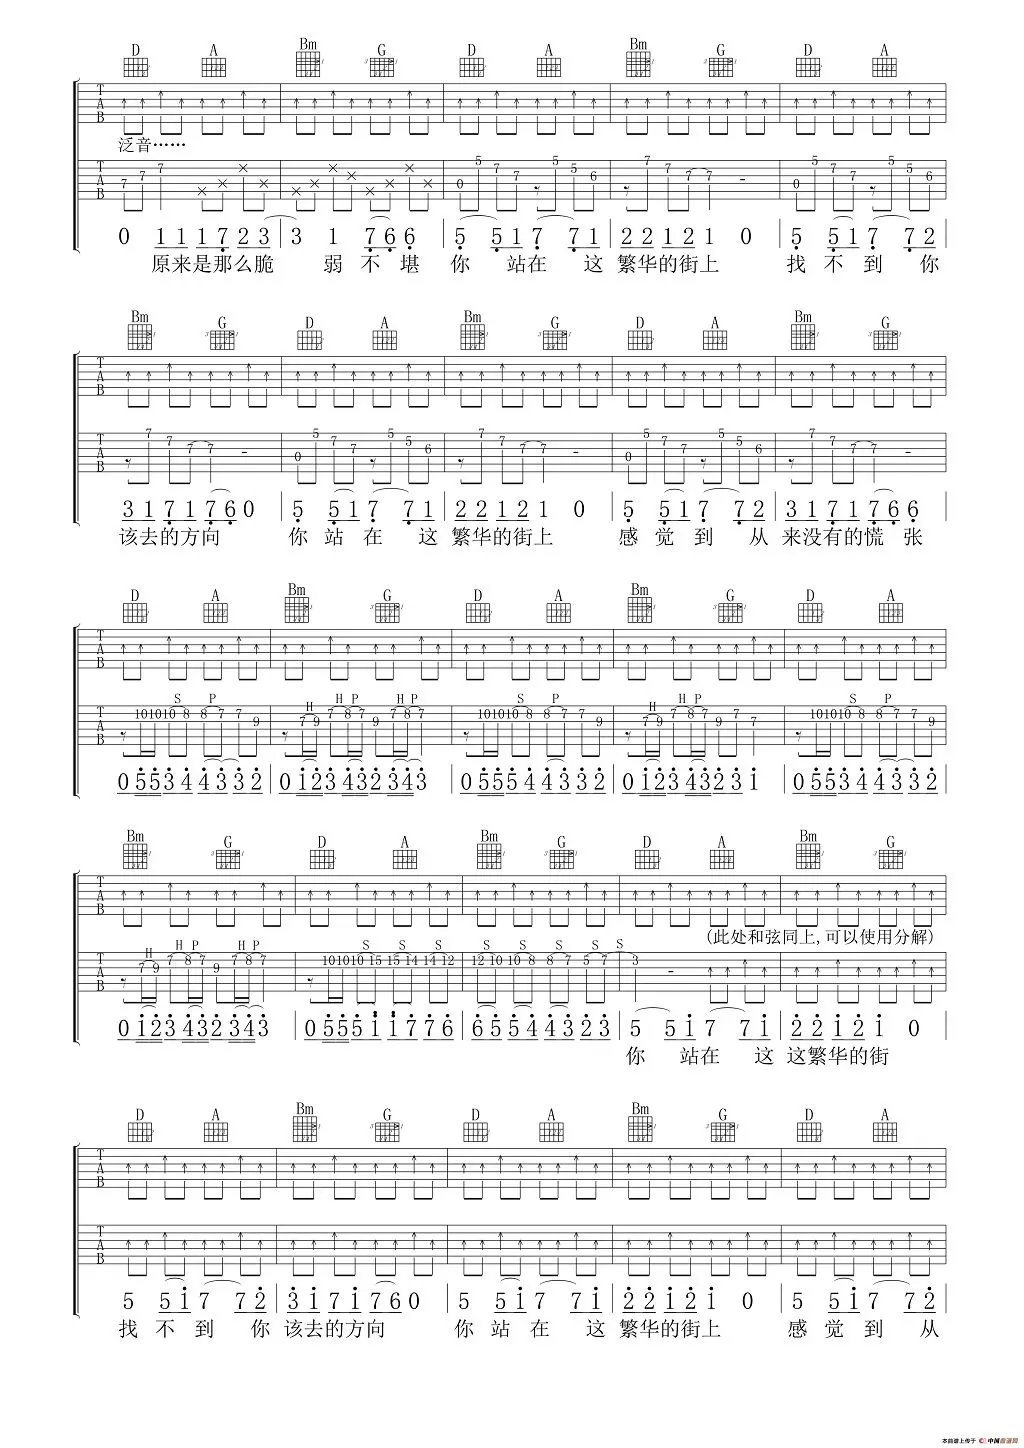 D A Bm G D A Bm G D A
泛音……
7 7 7 0 5 7 7 5 5 6 7 7 7 7 - 0 5 7 7 5 5 6
0 1 1 1 7 2 3 3 1 7 6 6 5 5 1 7 7 1 2 2 1 2 1 0 5 5 1 7 7 2
原来是那么脆 弱不堪 你站在这繁华的街上 找不到你
Bm G D A Bm G D A Bm G
7 7 7 7 - 0 5 7 7 5 5 6 7 7 7 7 - 0 5 7 7 5 5 6 7 7 7 7 -
3 1 7 1 7 6 0 5 5 1 7 7 1 2 2 1 2 1 0 5 5 1 7 7 2 3 1 7 1 7 6 6
该去的方向 你站在这繁华的街上 感觉到从来没有的慌张
D A Bm G D A Bm G D A
S P H H P H P S P H H P S P
10 10 10 8 8 7 7 9 7 9 7 8 7 9 7 8 7 10 10 10 8 8 7 7 9 7 9 7 8 7 9 7 7 10 10 10 8 8 7 7 9
0 5 5 3 4 4 3 3 2 0 1 2 3 4 3 2 3 4 3 0 5 5 5 4 4 3 3 2 0 1 2 3 4 3 2 3 1 0 5 5 3 4 4 3 3 2
Bm G D A Bm G D A Bm G
(此处和弦同上,可以使用分解)
H H P H P S S S S S S S S
7 9 7 8 7 9 7 8 7 10 10 10 15 15 14 14 12 12 10 10 8 8 7 5 7 3 -
0 1 2 3 4 3 2 3 4 3 0 5 5 5 1 1 7 7 6 6 5 5 4 4 3 2 3 5 5 1 7 7 1 2 2 1 2 1 0
你站在这这繁华的街
D A Bm G D A Bm G D A
5 5 1 7 7 2 3 1 7 1 7 6 0 5 5 1 7 7 1 2 2 1 2 1 0 5 5 1 7 7 2
找不到你该去的方向 你站在这繁华的街上 感觉到从
本曲谱上传于 中国曲谱网